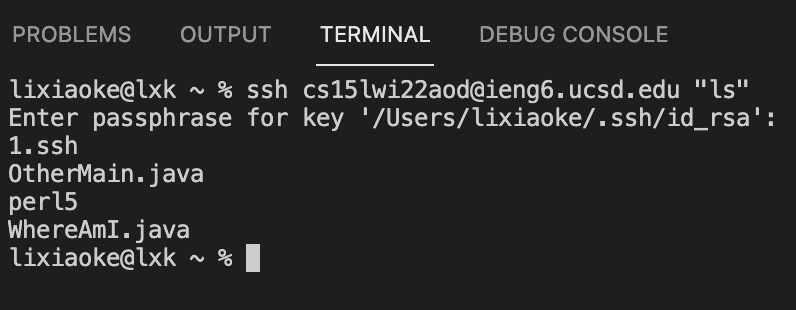 PROBLEMS OUTPUT TERMINAL DEBUG CONSOLE
lixiaoke@lxk ~ % ssh cs15lwi22aod@ieng6.ucsd.edu "ls"
Enter passphrase for key '/Users/lixiaoke/.ssh/id_rsa':
1.ssh
OtherMain.java
perl5
WhereAmI.java
lixiaoke@lxk ~ %